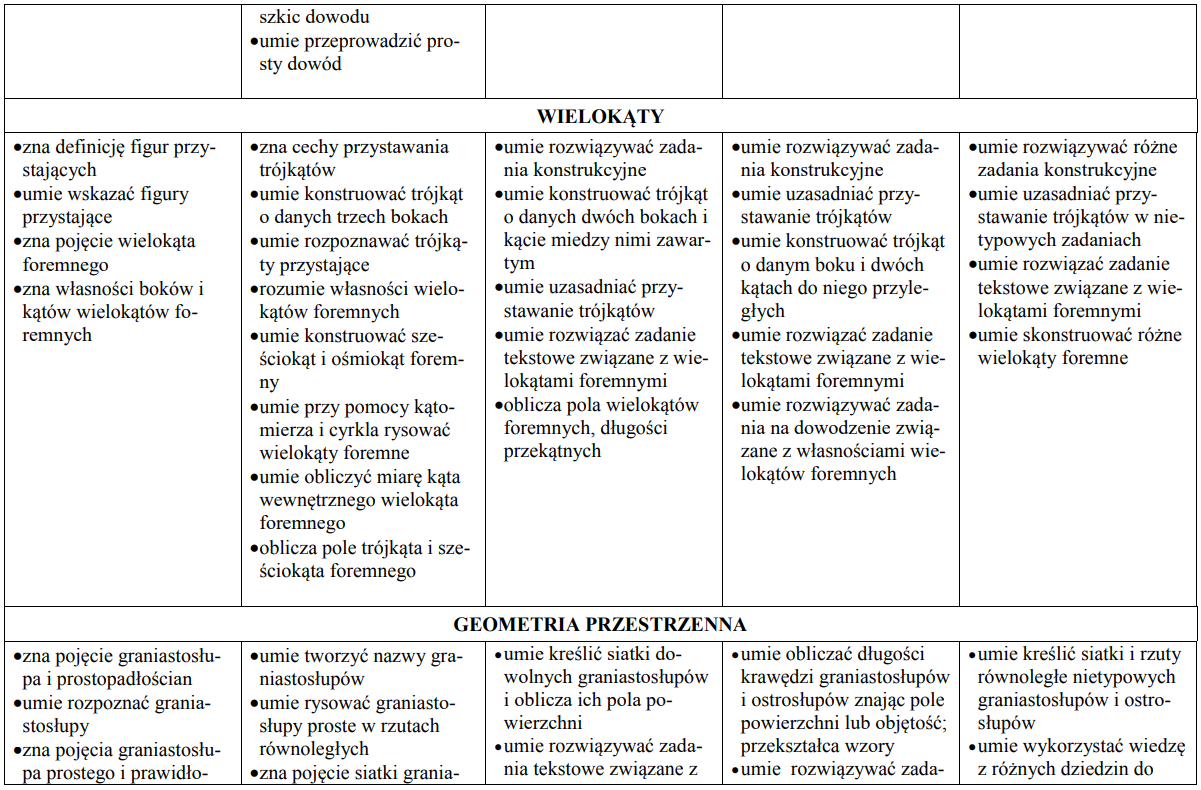 szkic dowodu
•umie przeprowadzić pro-
sty dowód
WIELOKĄTY
•zna definicję figur przy-
stających
•umie wskazać figury
przystające
•zna pojęcie wielokąta
foremnego
•zna własności boków i
kątów wielokątów fo-
remnych
•zna cechy przystawania
trójkątów
•umie konstruować trójkąt
o danych trzech bokach
•umie rozpoznawać trójką-
ty przystające
•rozumie własności wielo-
kątów foremnych
•umie konstruować sze-
ściokąt i ośmiokąt forem-
ny
•umie przy pomocy kąto-
mierza i cyrkla rysować
wielokąty foremne
•umie obliczyć miarę kąta
wewnętrznego wielokąta
foremnego
•oblicza pole trójkąta i sze-
ściokąta foremnego
•umie rozwiązywać zada-
nia konstrukcyjne
•umie konstruować trójkąt
o danych dwóch bokach i
kącie miedzy nimi zawar-
tym
•umie uzasadniać przy-
stawanie trójkątów
•umie rozwiązać zadanie
tekstowe związane z wie-
lokątami foremnymi
•oblicza pola wielokątów
foremnych, długości
przekątnych
•umie rozwiązywać zada-
nia konstrukcyjne
•umie uzasadniać przy-
stawanie trójkątów
•umie konstruować trójkąt
o danym boku i dwóch
kątach do niego przyle-
głych
•umie rozwiązać zadanie
tekstowe związane z wie-
lokątami foremnymi
•umie rozwiązywać zada-
nia na dowodzenie zwią-
zane z własnościami wie-
lokątów foremnych
•umie rozwiązywać różne
zadania konstrukcyjne
•umie uzasadniać przy-
stawanie trójkątów w nie-
typowych zadaniach
•umie rozwiązać zadanie
tekstowe związane z wie-
lokątami foremnymi
•umie skonstruować różne
wielokąty foremne
GEOMETRIA PRZESTRZENNA
•zna pojęcie graniastosłu-
pa i prostopadłościan
•umie rozpoznać grania-
stosłupy
•zna pojęcia graniastosłu-
pa prostego i prawidło-
•umie tworzyć nazwy gra-
niastosłupów
•umie rysować graniasto-
słupy proste w rzutach
równoległych
•zna pojęcie siatki grania-
•umie kreślić siatki do-
wolnych graniastosłupów
i oblicza ich pola po-
wierzchni
•umie rozwiązywać zada-
nia tekstowe związane z
•umie obliczać długości
krawędzi graniastosłupów
i ostrosłupów znając pole
powierzchni lub objętość;
przekształca wzory
•umie rozwiązywać zada-
•umie kreślić siatki i rzuty
równoległe nietypowych
graniastosłupów i ostro-
słupów
•umie wykorzystać wiedzę
z różnych dziedzin do